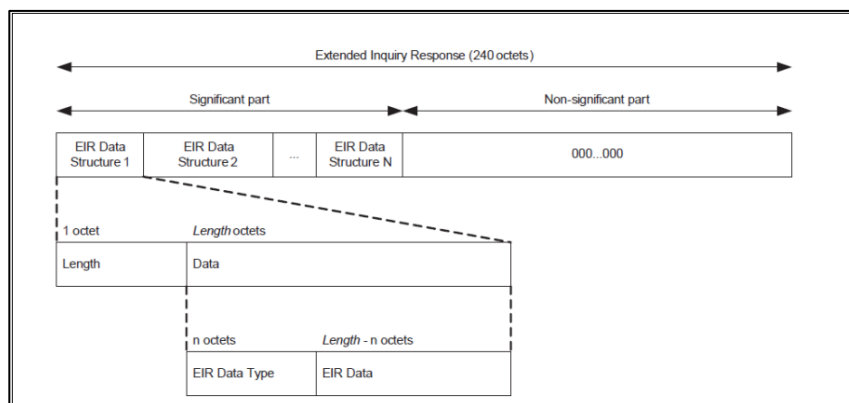 Extended Inquiry Response (240 octets)
Significant part
Non-significant part
EIR Data
Structure 1
EIR Data
Structure 2
...
EIR Data
Structure N
000...000
1 octet
Length octets
Length
Data
n octets
Length - n octets
EIR Data Type
EIR Data